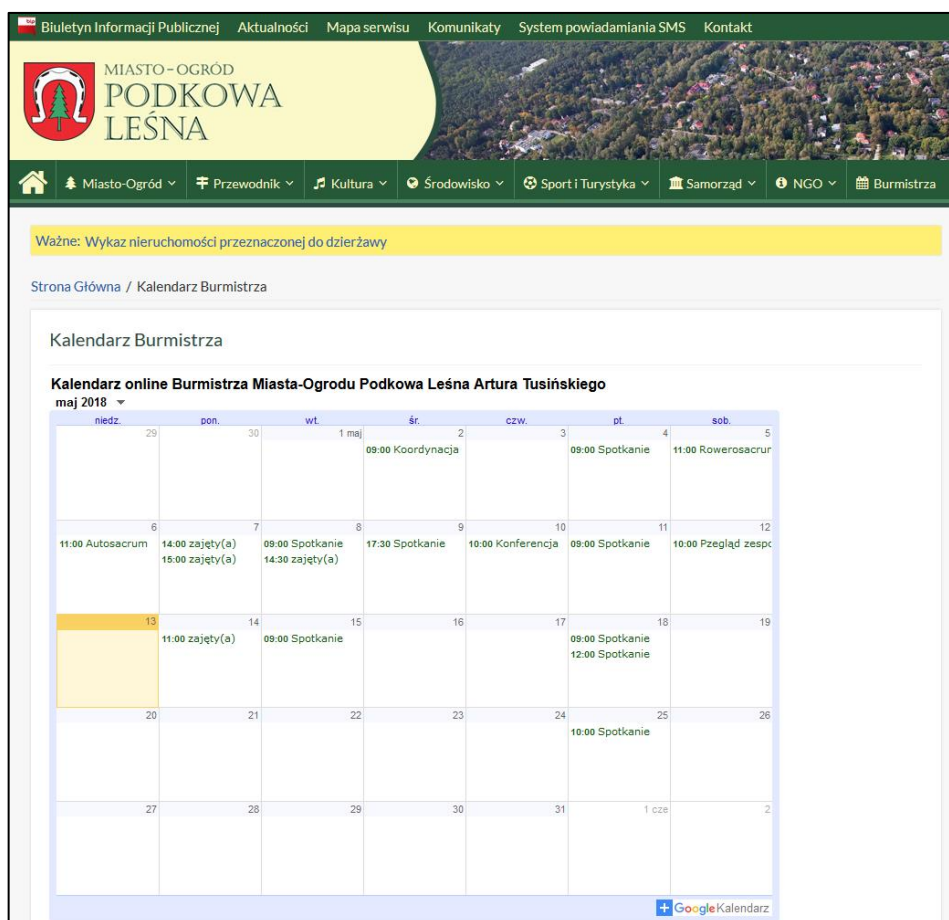 bip Biuletyn Informacji Publicznej Aktualności Mapa serwisu Komunikaty System powiadamiania SMS Kontakt
MIASTO-OGRÓD
PODKOWA
LEŚNA
Miasto-Ogród Przewodnik Kultura Środowisko Sport i Turystyka Samorząd NGO Burmistrza
Ważne: Wykaz nieruchomości przeznaczonej do dzierżawy
Strona Główna / Kalendarz Burmistrza
Kalendarz Burmistrza
Kalendarz online Burmistrza Miasta-Ogrodu Podkowa Leśna Artura Tusińskiego
maj 2018
niedz. pon. wt. śr. czw. pt. sob.
29 30 1 maj 2 3 4 5
09:00 Koordynacja 09:00 Spotkanie 11:00 Rowerosacrum
6 7 8 9 10 11 12
11:00 Autosacrum 14:00 zajęty(a) 09:00 Spotkanie 17:30 Spotkanie 10:00 Konferencja 09:00 Spotkanie 10:00 Pzegląd zespo
15:00 zajęty(a) 14:30 zajęty(a)
13 14 15 16 17 18 19
11:00 zajęty(a) 09:00 Spotkanie 09:00 Spotkanie
12:00 Spotkanie
20 21 22 23 24 25 26
10:00 Spotkanie
27 28 29 30 31 1 cze 2
Google Kalendarz